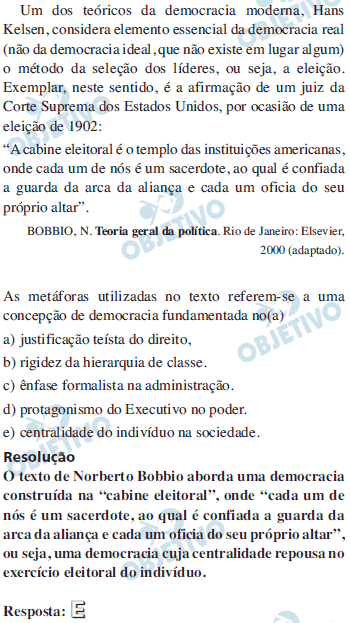 Um dos teóricos da democracia moderna, Hans
Kelsen, considera elemento essencial da democracia real
(não da democracia ideal, que não existe em lugar algum)
o método da seleção dos líderes, ou seja, a eleição.
Exemplar, neste sentido, é a afirmação de um juiz da
Corte Suprema dos Estados Unidos, por ocasião de uma
eleição de 1902:
“A cabine eleitoral é o templo das instituições americanas,
onde cada um de nós é um sacerdote, ao qual é confiada
a guarda da arca da aliança e cada um oficia do seu
próprio altar”.
BOBBIO, N. Teoria geral da política. Rio de Janeiro: Elsevier,
2000 (adaptado).
As metáforas utilizadas no texto referem-se a uma
concepção de democracia fundamentada no(a)
a) justificação teísta do direito,
b) rigidez da hierarquia de classe.
c) ênfase formalista na administração.
d) protagonismo do Executivo no poder.
e) centralidade do indivíduo na sociedade.
Resolução
O texto de Norberto Bobbio aborda uma democracia
construída na “cabine eleitoral”, onde “cada um de
nós é um sacerdote, ao qual é confiada a guarda da
arca da aliança e cada um oficia do seu próprio altar”,
ou seja, uma democracia cuja centralidade repousa no
exercício eleitoral do indivíduo.
Resposta: E
OBJETIVO
OBJETIVO
OBJETIVO
OBJETIVO
OBJETIVO
OBJETIVO